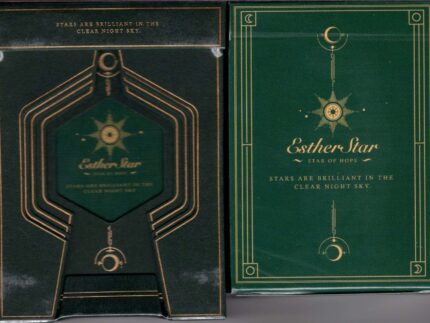 STARS ARE BRILLIANT IN THE
CLEAR NIGHT SKY.
Esther Star
STAR OF HOPE
STARS ARE BRILLIANT IN THE
CLEAR NIGHT SKY
Esther Star
STAR OF HOPE
STARS ARE BRILLIANT IN THE
CLEAR NIGHT SKY.